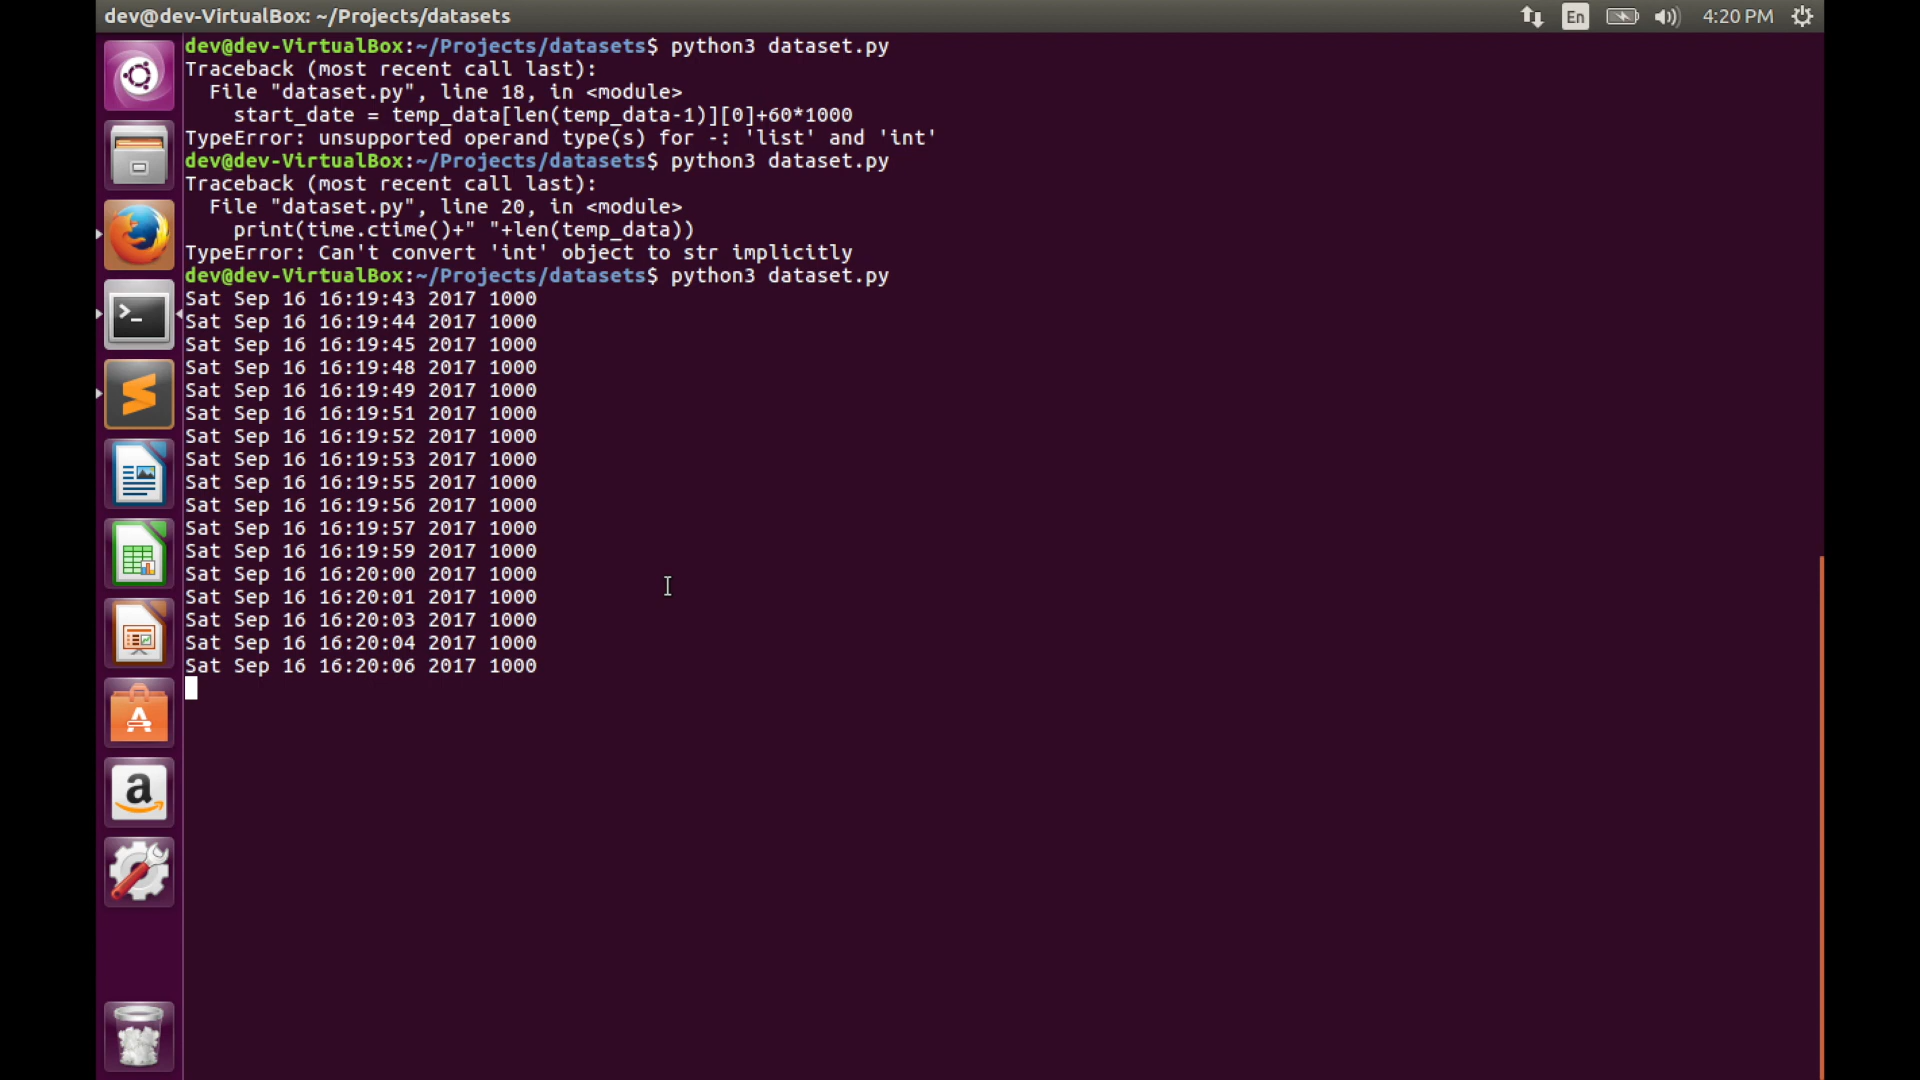 dev@dev-VirtualBox: ~/Projects/datasets
En
4:20 PM
dev@dev-VirtualBox:~/Projects/datasets$ python3 dataset.py
Traceback (most recent call last):
  File "dataset.py", line 18, in <module>
    start_date = temp_data[len(temp_data-1)][0]+60*1000
TypeError: unsupported operand type(s) for -: 'list' and 'int'
dev@dev-VirtualBox:~/Projects/datasets$ python3 dataset.py
Traceback (most recent call last):
  File "dataset.py", line 20, in <module>
    print(time.ctime()+" "+len(temp_data))
TypeError: Can't convert 'int' object to str implicitly
dev@dev-VirtualBox:~/Projects/datasets$ python3 dataset.py
Sat Sep 16 16:19:43 2017 1000
Sat Sep 16 16:19:44 2017 1000
Sat Sep 16 16:19:45 2017 1000
Sat Sep 16 16:19:48 2017 1000
Sat Sep 16 16:19:49 2017 1000
Sat Sep 16 16:19:51 2017 1000
Sat Sep 16 16:19:52 2017 1000
Sat Sep 16 16:19:53 2017 1000
Sat Sep 16 16:19:55 2017 1000
Sat Sep 16 16:19:56 2017 1000
Sat Sep 16 16:19:57 2017 1000
Sat Sep 16 16:19:59 2017 1000
Sat Sep 16 16:20:00 2017 1000
Sat Sep 16 16:20:01 2017 1000
Sat Sep 16 16:20:03 2017 1000
Sat Sep 16 16:20:04 2017 1000
Sat Sep 16 16:20:06 2017 1000